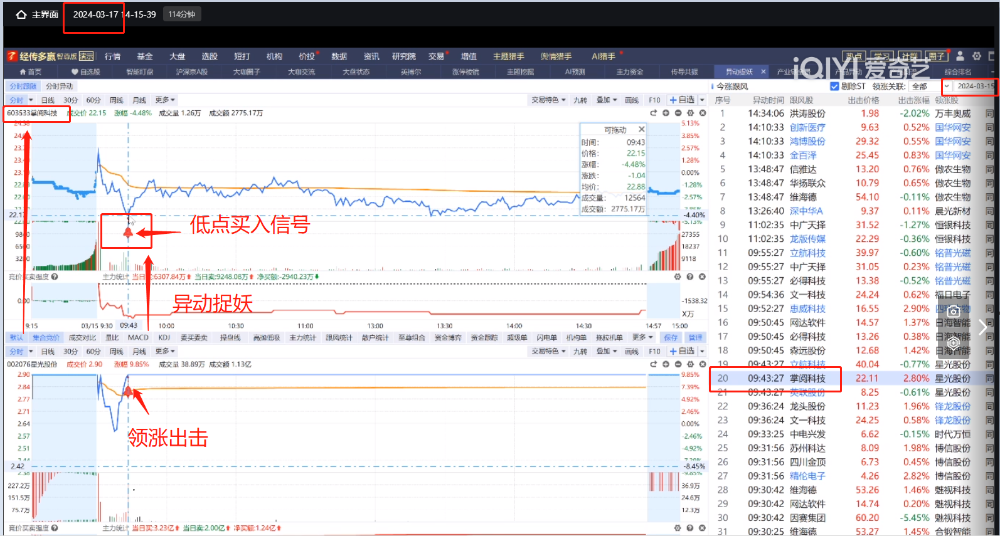 主界面 2024-03-17 14-15-39 114分钟
经传多赢 智尊版 演示 行情 基金 大盘 选股 短打 机构 价投 数据 资讯 研究院 交易 增值 主题猎手 舆情猎手 AI猎手 热点 学习 社群 圈子
iQIYI 爱奇艺
首页 自选股 智能盯盘 沪深京A股 大咖圈子 大咖交流 大盘状态 英搏尔 涨停棱镜 主题挖掘 AI预测 主力资金 传导共振 异动捉妖 综合排名
分时跟随 分时异动
今涨跟风 剔除ST 领涨关联: 全部 2024-03-15
分时 日线 30分 60分 周线 月线 更多 交易特色 九转 叠加 画线 F10 +自选
603533掌阅科技 成交价 22.15 涨幅 -4.48% 成交量 1.26万 成交额 2775.17万
5.13%
3.85%
2.57%
1.28%
0.00%
-1.28%
-2.57%
-4.40%
-5.13%
27355
18237
9118
可拖动
时间: 09:43
价格: 22.15
涨幅: -4.48%
涨跌: -1.04
均价: 22.88
成交量: 12564
成交额: 2775.17万
低点买入信号
竞价买卖强度 主力统计 当日买:6307.84万 当日卖:9248.08万 净买额:-2940.23万
0.00
-1538.32
X万
异动捉妖
9:15 03/15 9:30 09:43 10:00 10:30 11:00 13:00 13:30 14:00 14:30 14:57 15:00
默认 集合竞价 成交对比 量比 MACD KDJ 委买委卖 操盘线 高抛低吸 主力统计 跟风统计 散户统计 至尊组合 资金博弈 资金跟踪 超级单 闪电单 机构单 拖拉机单 更多 保存 管理
分时 日线 30分 60分 周线 月线 更多 交易特色 九转 叠加 画线 F10 +自选
002076星光股份 成交价 2.90 涨幅 9.85% 成交量 38.89万 成交额 1.13亿
2.90
2.84
2.77
2.71
2.64
2.57
2.51
2.42
227.2万
151.5万
75.7万
9.85%
7.39%
4.92%
2.46%
0.00%
-2.46%
-4.92%
-7.39%
-8.45%
36.9万
24.6万
12.3万
领涨出击
竞价买卖强度 主力统计 当日买:3.23亿 当日卖:2.00亿 净买额:1.24亿
序号 异动时间 跟风股 出击价格 出击涨幅 领涨股
1 14:34:06 洪涛股份 1.98 -2.02% 万丰奥威 同
2 14:10:33 创新医疗 9.63 0.52% 国华网安 同
3 14:10:33 鸿博股份 29.32 0.55% 国华网安 同
4 14:10:33 金百泽 25.45 0.83% 国华网安 同
5 13:48:47 信雅达 13.20 0.76% 傲农生物 同
6 13:48:47 华扬联众 10.79 0.65% 傲农生物 同
7 13:48:47 维海德 54.10 -0.11% 傲农生物 同
8 13:26:40 深中华A 9.37 0.11% 晨光新材 同
9 11:02:35 中广天择 31.52 -1.27% 恒银科技 同
10 11:02:35 龙版传媒 22.29 -0.36% 恒银科技 同
11 09:55:27 立航科技 39.97 -0.60% 铭普光磁 同
12 09:55:27 中广天择 31.05 0.23% 铭普光磁 同
13 09:55:27 必得科技 13.38 -0.52% 铭普光磁 同
14 09:54:36 文一科技 24.24 0.62% 福日电子 同
15 09:52:27 惠威科技 16.55 2.90% 同
16 09:50:45 网达软件 14.57 1.37% 日海智能 同
17 09:50:45 必得科技 13.26 0.38% 日海智能 同
18 09:50:45 森远股份 12.68 1.42% 日海智能 同
19 09:43:27 立航科技 40.04 -0.77% 星光股份 同
20 09:43:27 掌阅科技 22.11 2.80% 星光股份 同
21 09:43:27 英联股份 8.25 -0.61% 星光股份 同
22 09:36:24 龙头股份 11.23 1.96% 锋龙股份 同
23 09:36:24 文一科技 24.25 0.58% 锋龙股份 同
24 09:33:25 中电兴发 6.62 -0.15% 时代万恒 同
25 09:31:56 苏州科达 8.09 1.98% 博信股份 同
26 09:31:56 四川金顶 6.73 0.45% 博信股份 同
27 09:31:56 精伦电子 4.26 2.82% 博信股份 同
28 09:30:42 维海德 53.26 1.46% 魅视科技 同
29 09:30:42 网达软件 14.74 0.20% 魅视科技 同
30 09:30:42 因赛集团 60.20 -5.45% 魅视科技 同
31 09:30:25 维海德 53.27 1.45% 合锻智能 同